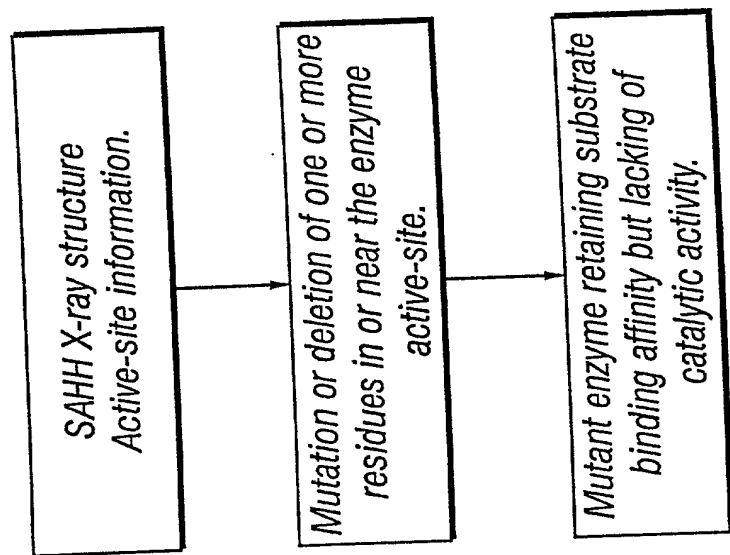 SAHH X-ray structure
Active-site information.
Mutation or deletion of one or more
residues in or near the enzyme
active-site.
Mutant enzyme retaining substrate
binding affinity but lacking of
catalytic activity.